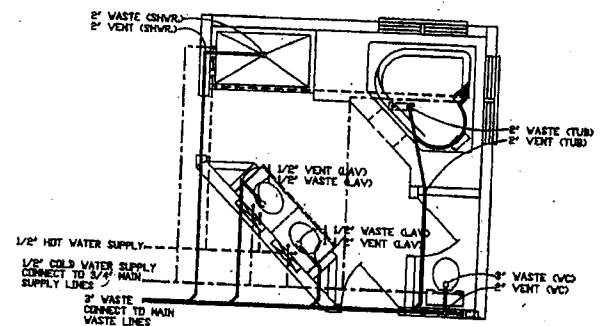 2" WASTE (SHWR.)
2" VENT (SHWR.)
2" WASTE (TUB)
2" VENT (TUB)
1/2" VENT (LAV)
1/2" WASTE (LAV)
1/2" WASTE (LAV)
1/2" VENT (LAV)
1/2" HOT WATER SUPPLY
1/2" COLD WATER SUPPLY
CONNECT TO 3/4" MAIN
SUPPLY LINES
3" WASTE
CONNECT TO MAIN
WASTE LINES
3" WASTE (WC)
2" VENT (WC)